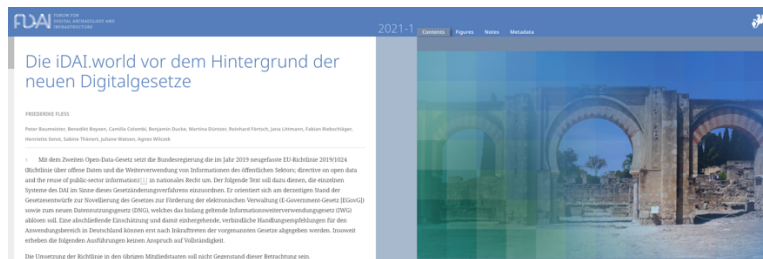 FDAI
FORUM FOR
DIGITAL ARCHAEOLOGY AND
INFRASTRUCTURE
2021-1
Contents Figures Notes Metadata
Die iDAI.world vor dem Hintergrund der
neuen Digitalgesetze
FRIEDERIKE FLESS
Peter Baumeister, Benedikt Boyxen, Camilla Colombi, Benjamin Ducke, Martina Dürrzen, Reinhard Förtsch, Jana Littmann, Fabian Riebschläger,
Henriette Senst, Sabine Thänert, Juliane Watzen, Agnes Wilczek
1 Mit dem Zweiten Open-Data-Gesetz setzt die Bundesregierung die im Jahr 2019 neugefasste EU-Richtlinie 2019/1024
(Richtlinie über offene Daten und die Weiterverwendung von Informationen des öffentlichen Sektors; directive on open data
and the reuse of public-sector information)[1] in nationales Recht um. Der folgende Text soll dazu dienen, die einzelnen
Systeme des DAI im Sinne dieses Gesetzänderungsverfahrens einzuordnen. Er orientiert sich am derzeitigen Stand der
Gesetzesentwürfe zur Novellierung des Gesetzes zur Förderung der elektronischen Verwaltung (E-Government-Gesetz [EGovG])
sowie zum neuen Datennutzungsgesetz (DNG), welches das bislang geltende Informationsweiterverwendungsgesetz (IWG)
ablösen soll. Eine abschließende Einschätzung und damit einhergehende, verbindliche Handlungsempfehlungen für den
Anwendungsbereich in Deutschland können erst nach Inkrafttreten der vorgenannten Gesetze abgegeben werden. Insoweit
erheben die folgenden Ausführungen keinen Anspruch auf Vollständigkeit.
Die Umsetzung der Richtlinie in den übrigen Mitgliedstaaten soll nicht Gegenstand dieser Betrachtung sein.